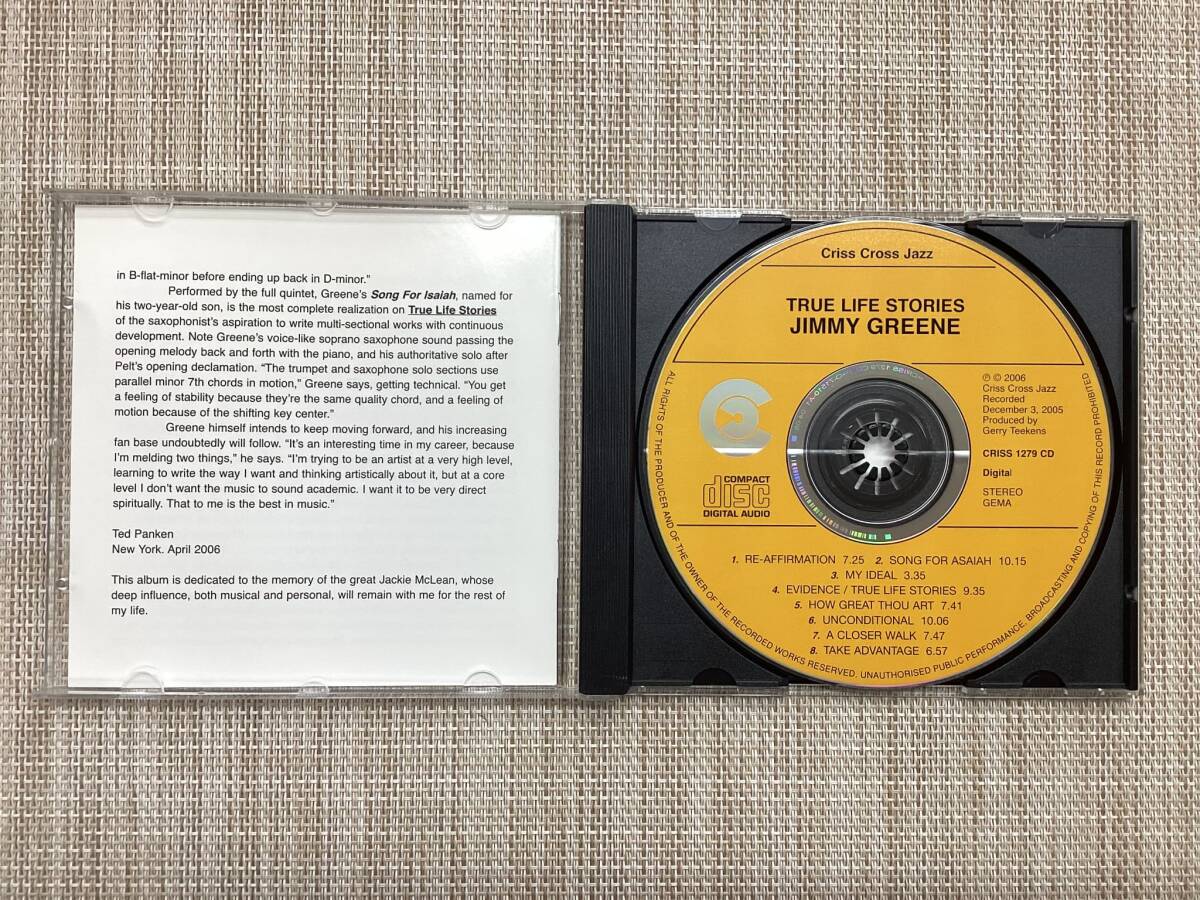 in B-flat-minor before ending up back in D-minor."
Performed by the full quintet, Greene's Song For Isaiah, named for
his two-year-old son, is the most complete realization on True Life Stories
of the saxophonist's aspiration to write multi-sectional works with continuous
development. Note Greene's voice-like soprano saxophone sound passing the
opening melody back and forth with the piano, and his authoritative solo after
Pelt's opening declamation. "The trumpet and saxophone solo sections use
parallel minor 7th chords in motion," Greene says, getting technical. "You get
a feeling of stability because they're the same quality chord, and a feeling of
motion because of the shifting key center."
Greene himself intends to keep moving forward, and his increasing
fan base undoubtedly will follow. "It's an interesting time in my career, because
I'm melding two things," he says. "I'm trying to be an artist at a very high level,
learning to write the way I want and thinking artistically about it, but at a core
level I don't want the music to sound academic. I want it to be very direct
spiritually. That to me is the best in music."
Ted Panken
New York. April 2006
This album is dedicated to the memory of the great Jackie McLean, whose
deep influence, both musical and personal, will remain with me for the rest of
my life.
Criss Cross Jazz
TRUE LIFE STORIES
JIMMY GREENE
℗ © 2006
Criss Cross Jazz
Recorded
December 3, 2005
Produced by
Gerry Teekens
CRISS 1279 CD
Digital
STEREO
GEMA
COMPACT
disc
DIGITAL AUDIO
1. RE-AFFIRMATION 7.25 2. SONG FOR ASAIAH 10.15
3. MY IDEAL 3.35
4. EVIDENCE / TRUE LIFE STORIES 9.35
5. HOW GREAT THOU ART 7.41
6. UNCONDITIONAL 10.06
7. A CLOSER WALK 7.47
8. TAKE ADVANTAGE 6.57
ALL RIGHTS OF THE PRODUCER AND OF THE OWNER OF THE RECORDED WORKS RESERVED, UNAUTHORISED PUBLIC PERFORMANCE, BROADCASTING AND COPYING OF THIS RECORD PROHIBITED